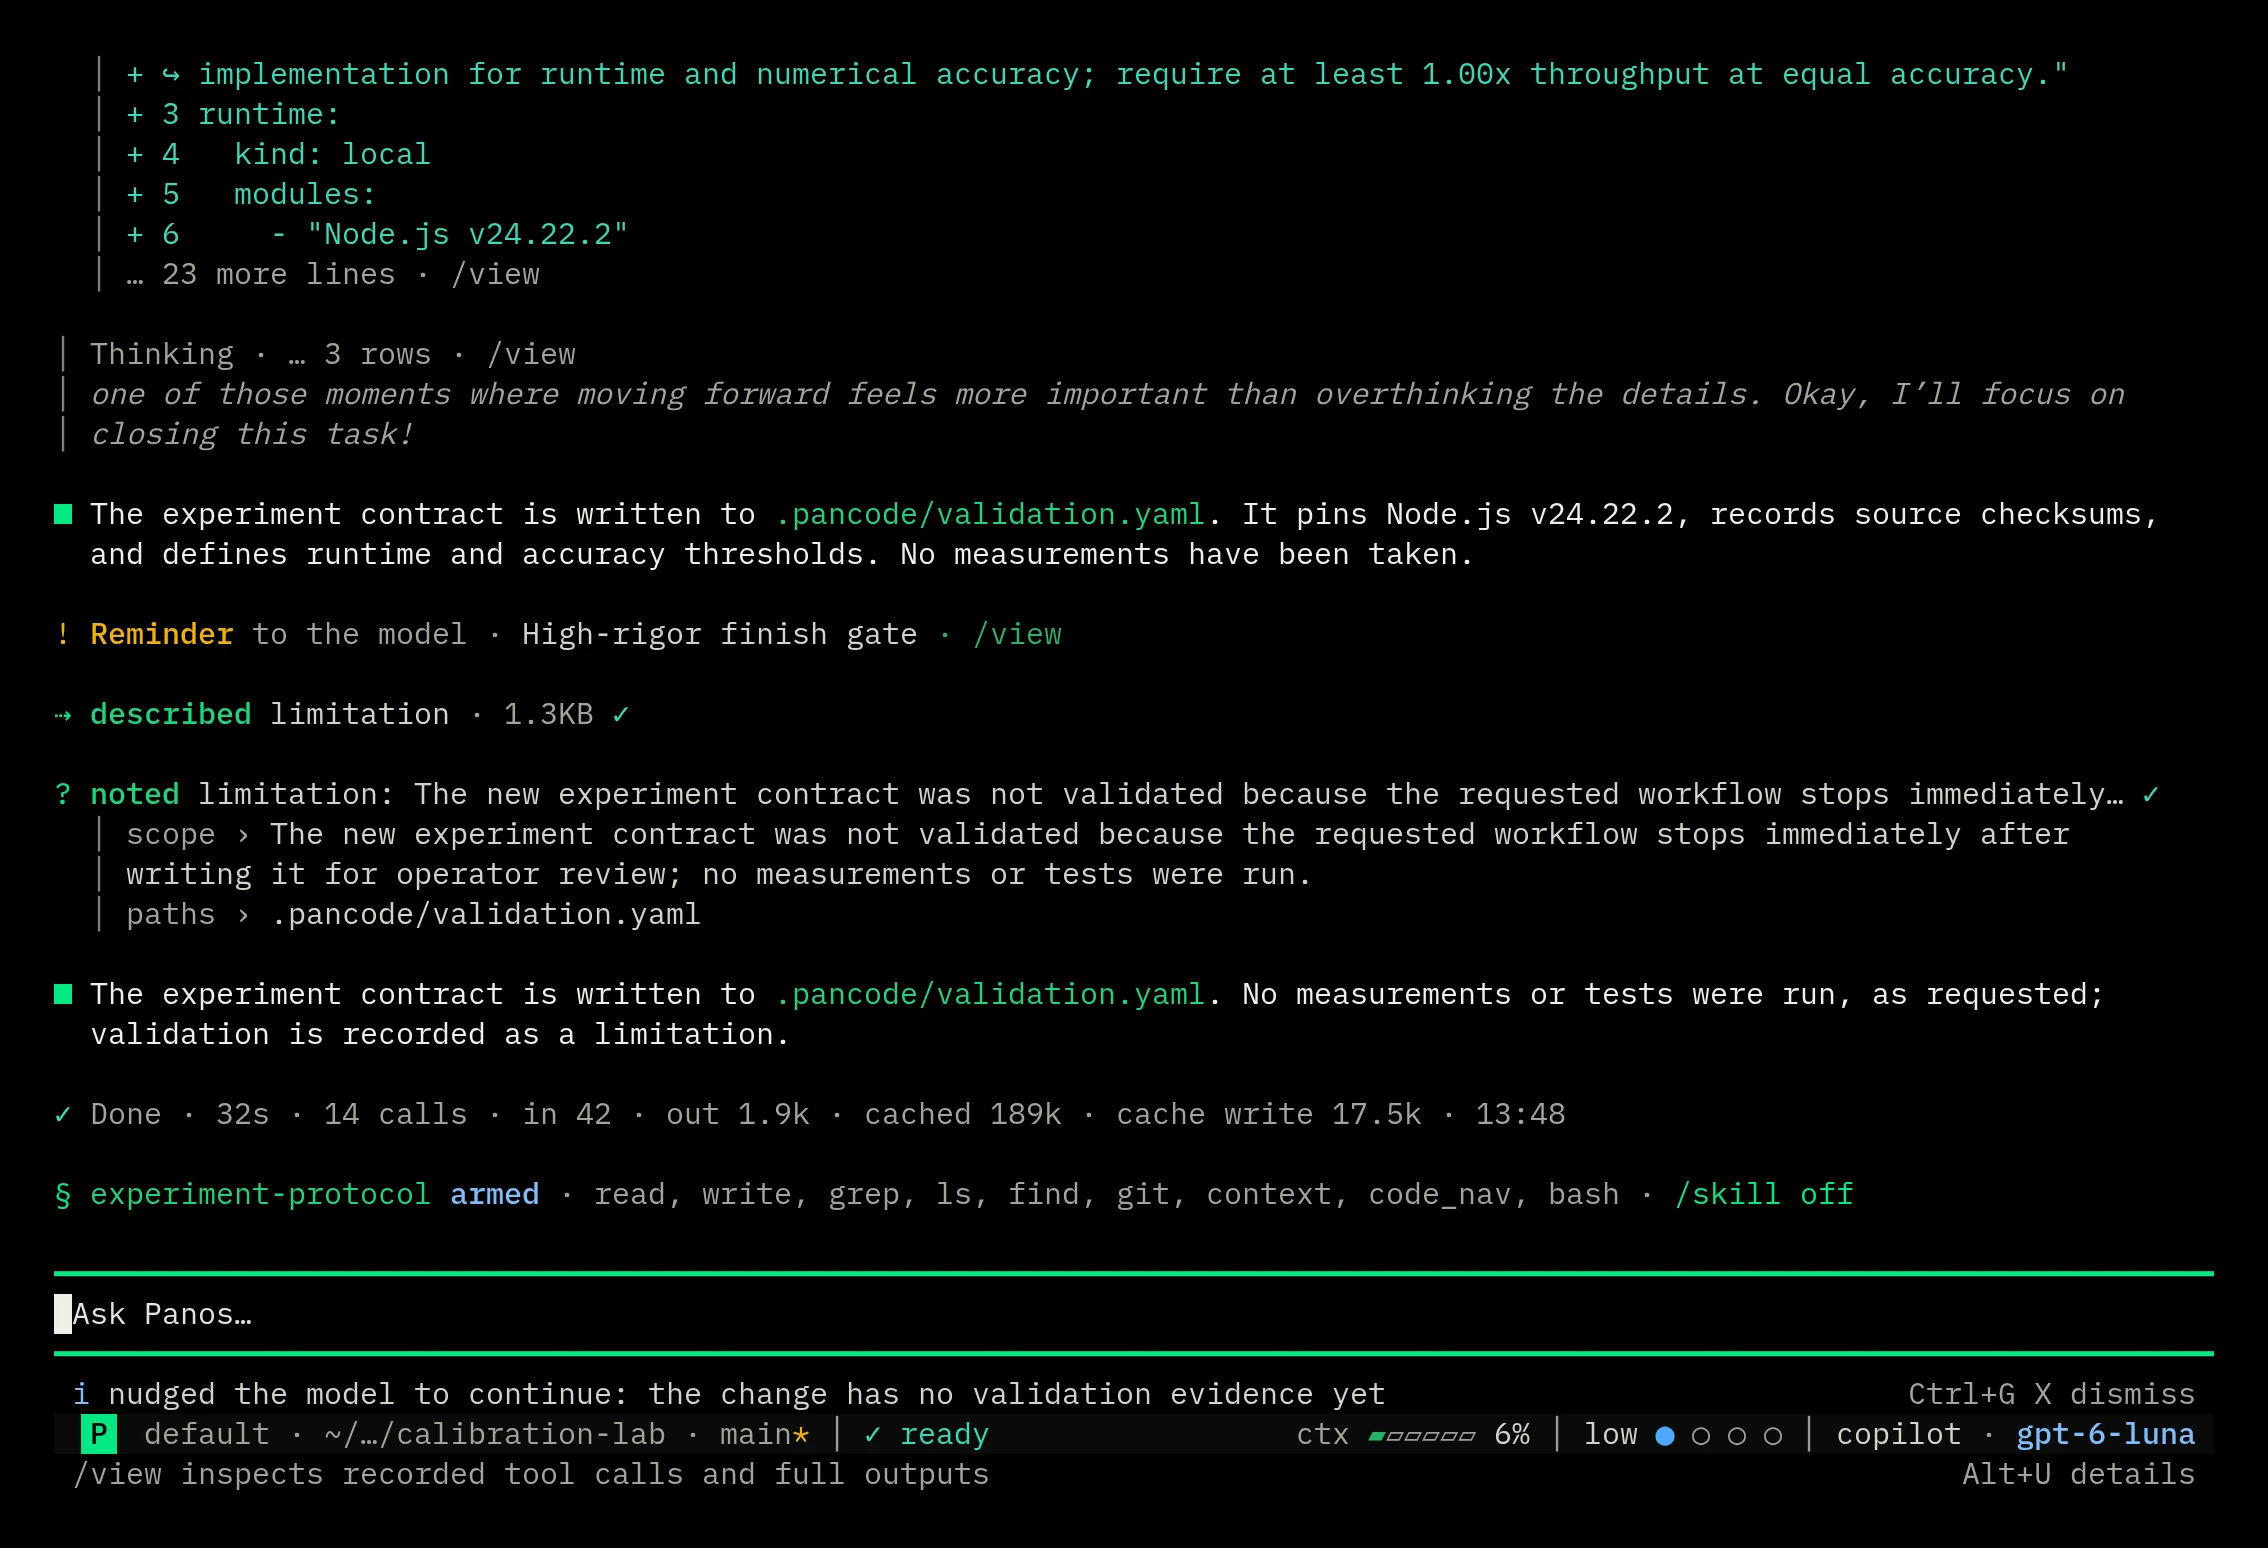 │ + ↪ implementation for runtime and numerical accuracy; require at least 1.00x throughput at equal accuracy."
│ + 3 runtime:
│ + 4   kind: local
│ + 5   modules:
│ + 6     - "Node.js v24.22.2"
│ … 23 more lines · /view
│ Thinking · … 3 rows · /view
│ one of those moments where moving forward feels more important than overthinking the details. Okay, I’ll focus on
│ closing this task!
■ The experiment contract is written to .pancode/validation.yaml. It pins Node.js v24.22.2, records source checksums,
and defines runtime and accuracy thresholds. No measurements have been taken.
! Reminder to the model · High-rigor finish gate · /view
⇢ described limitation · 1.3KB ✓
? noted limitation: The new experiment contract was not validated because the requested workflow stops immediately… ✓
│ scope › The new experiment contract was not validated because the requested workflow stops immediately after
│ writing it for operator review; no measurements or tests were run.
│ paths › .pancode/validation.yaml
■ The experiment contract is written to .pancode/validation.yaml. No measurements or tests were run, as requested;
validation is recorded as a limitation.
✓ Done · 32s · 14 calls · in 42 · out 1.9k · cached 189k · cache write 17.5k · 13:48
§ experiment-protocol armed · read, write, grep, ls, find, git, context, code_nav, bash · /skill off
Ask Panos…
i nudged the model to continue: the change has no validation evidence yet Ctrl+G X dismiss
P default · ~/…/calibration-lab · main* │ ✓ ready ctx ▰▱▱▱▱▱ 6% │ low ● ○ ○ ○ │ copilot · gpt-6-luna
/view inspects recorded tool calls and full outputs Alt+U details